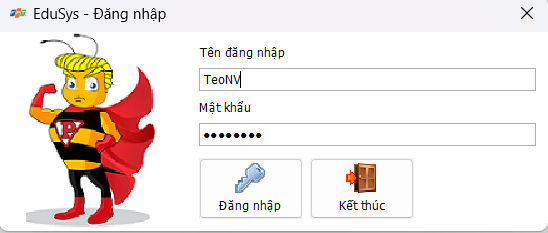 EduSys - Đăng nhập
Tên đăng nhập
TeoNV
Mật khẩu
••••••••
P
Đăng nhập
Kết thúc